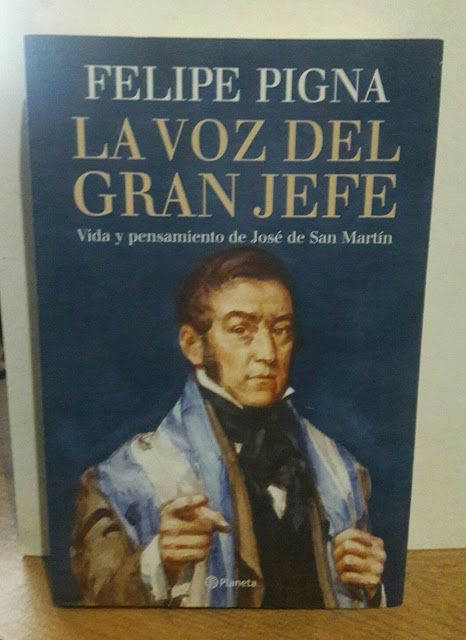 FELIPE PIGNA
LA VOZ DEL
GRAN JEFE
Vida y pensamiento de José de San Martín
Planeta